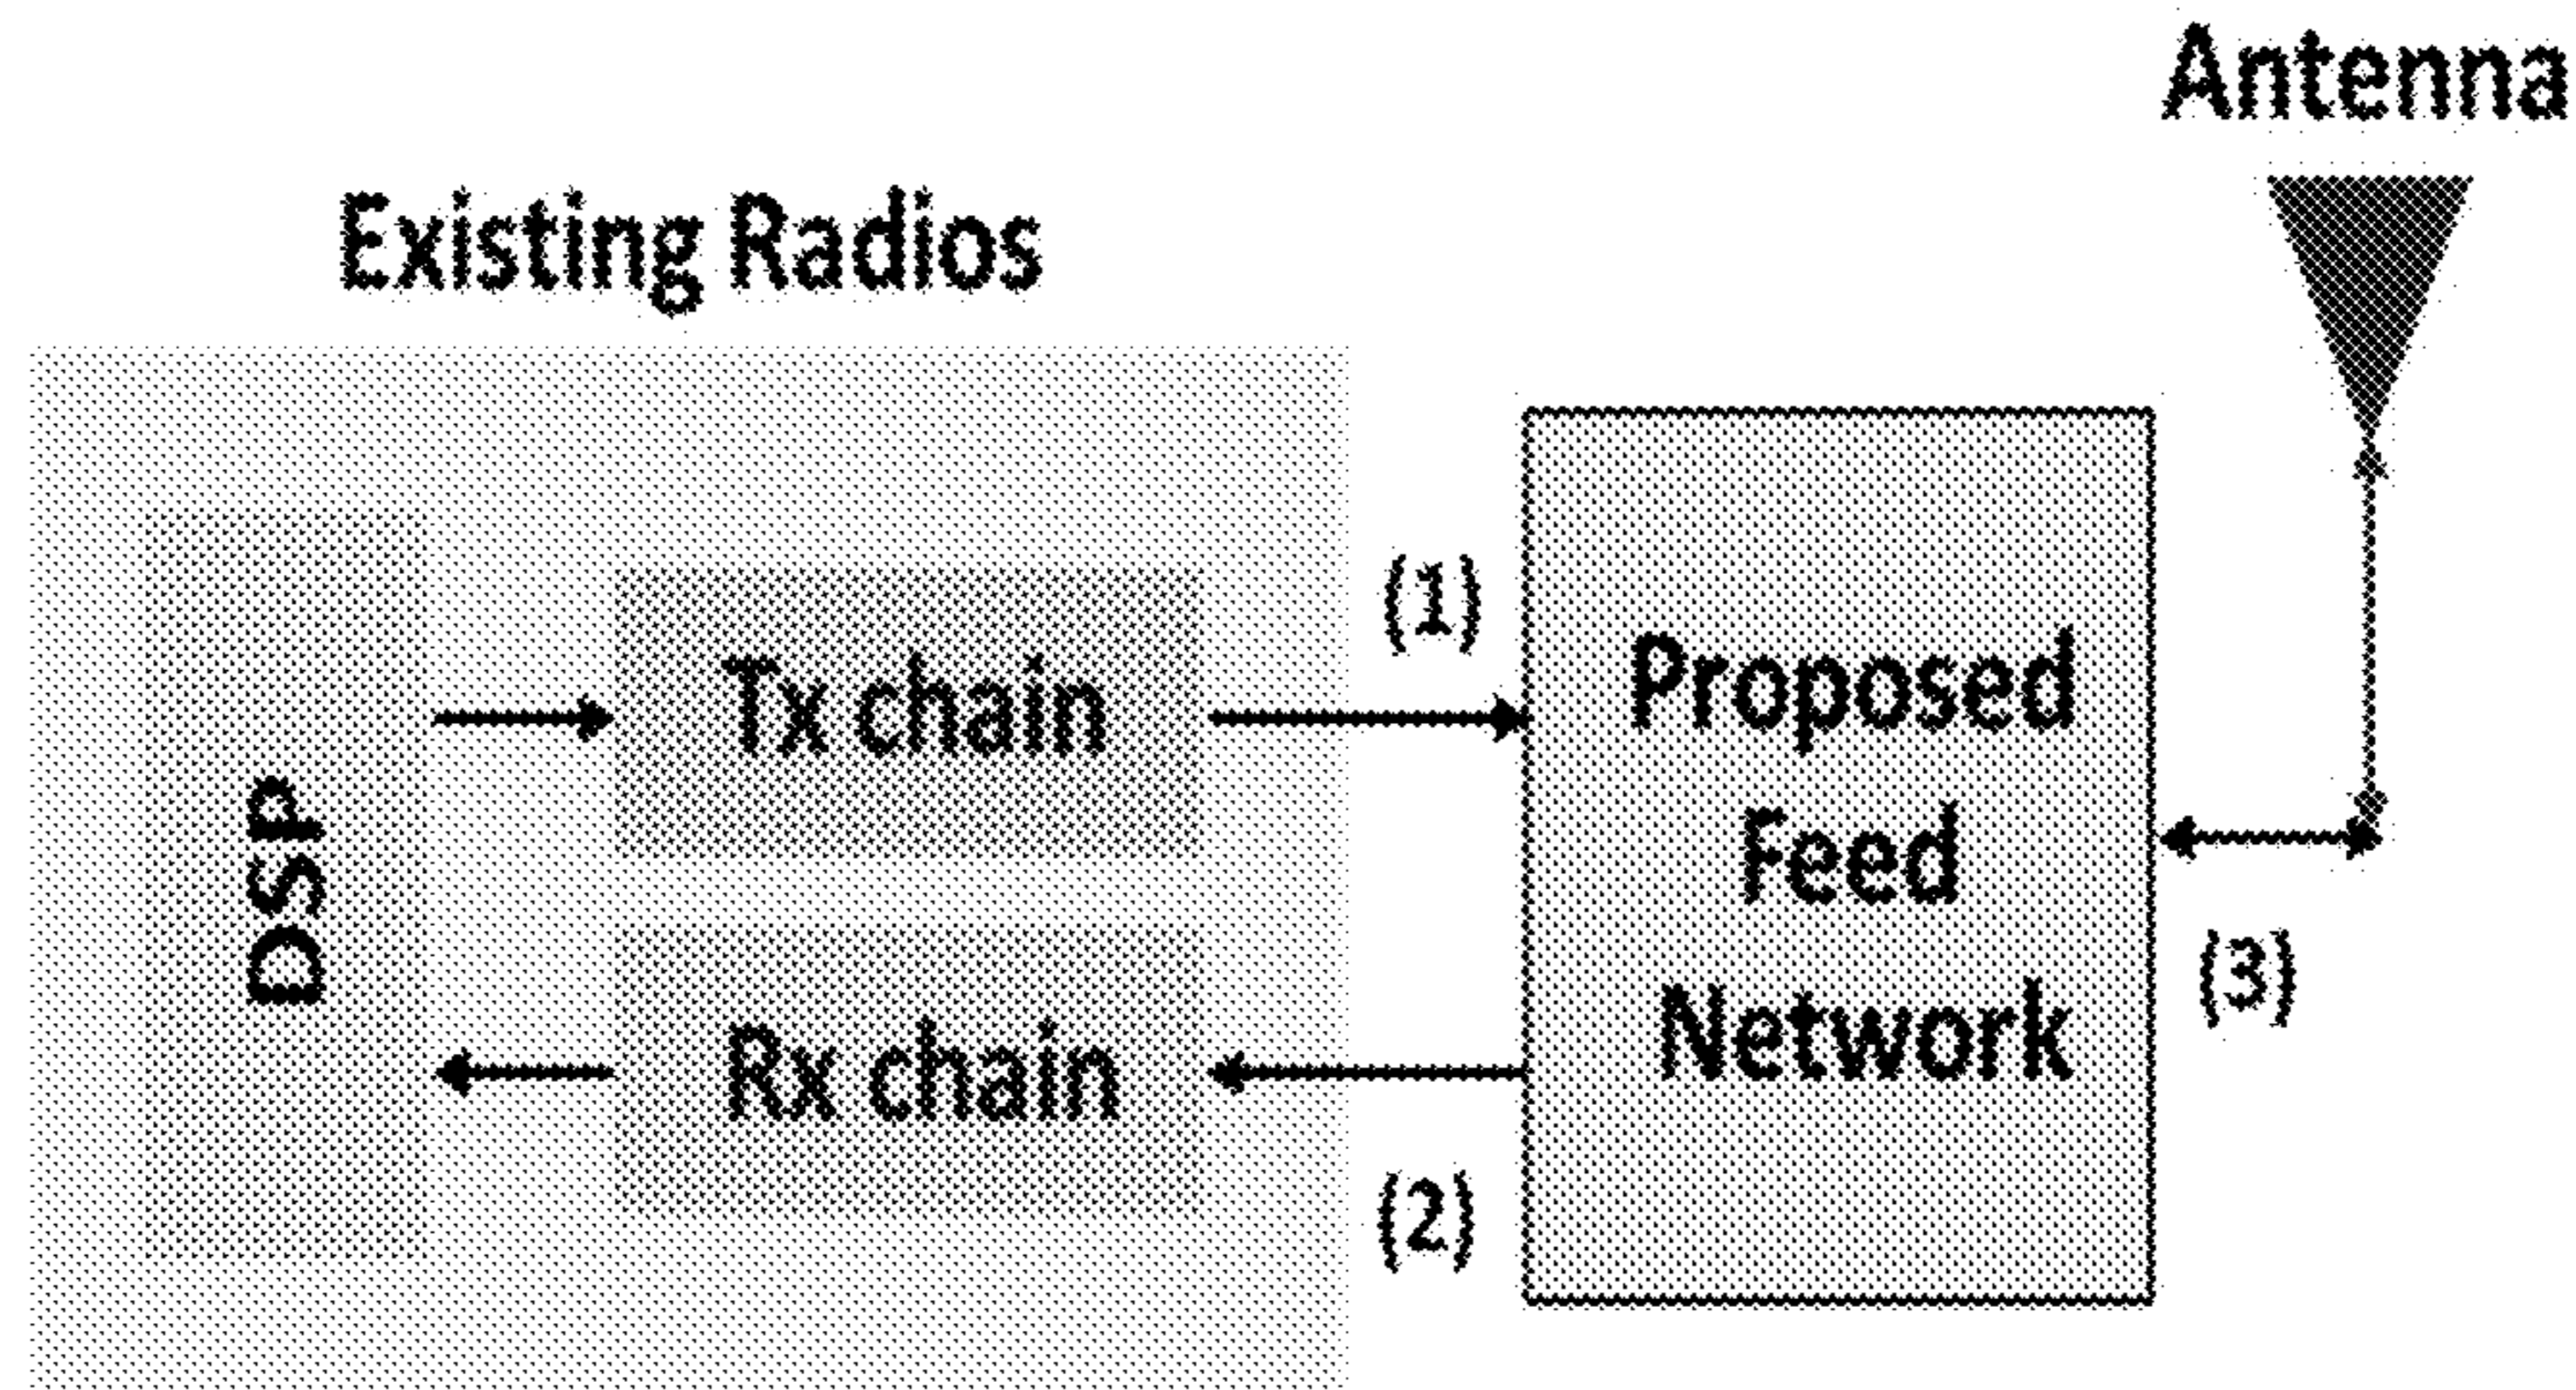 Antenna
Existing Radios
(1)
Tx chain
Proposed
Feed
Network
DSP
(3)
Rx chain
(2)